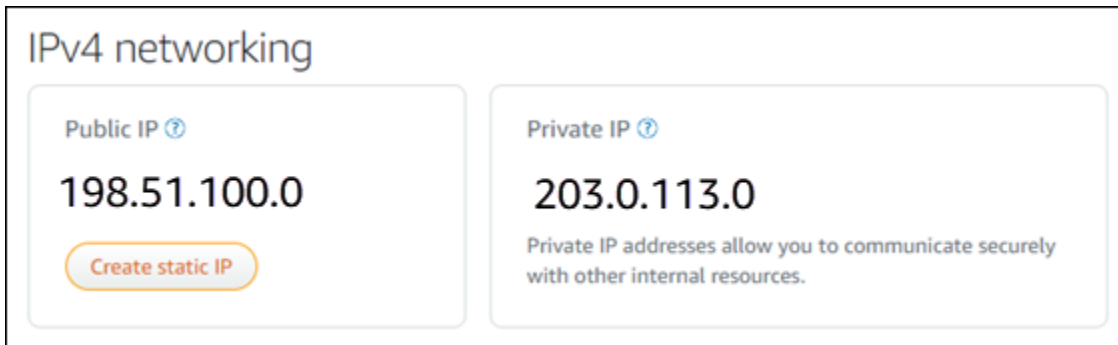 IPv4 networking
Public IP ?
198.51.100.0
Create static IP
Private IP ?
203.0.113.0
Private IP addresses allow you to communicate securely
with other internal resources.